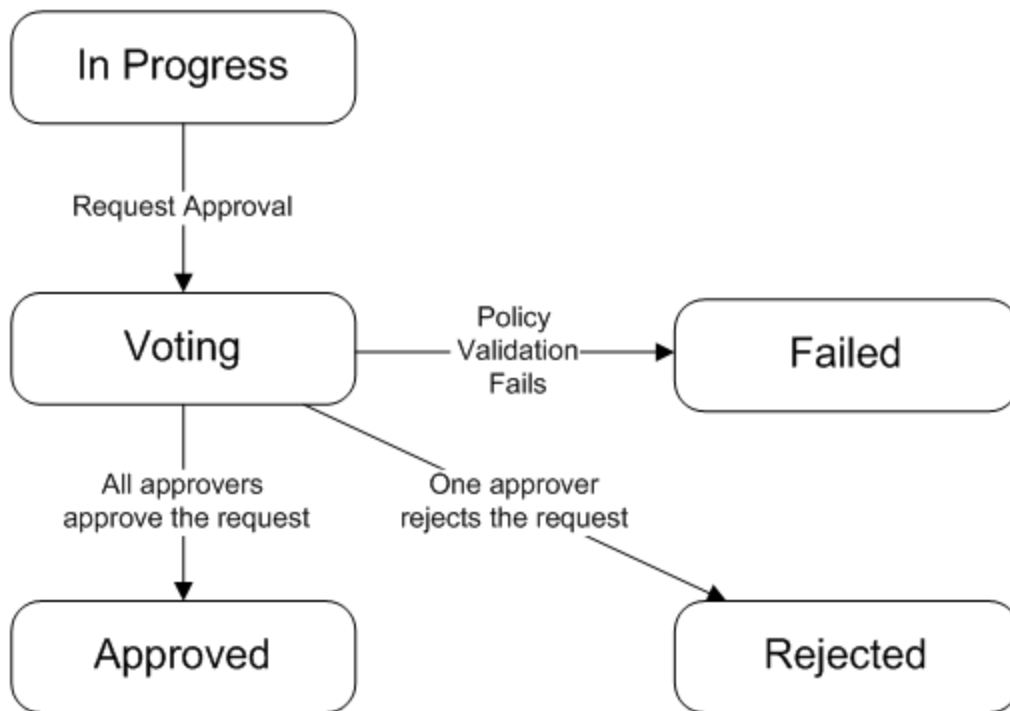 In Progress
Request Approval
Voting
Policy
Validation
Fails
Failed
All approvers
approve the request
One approver
rejects the request
Approved
Rejected